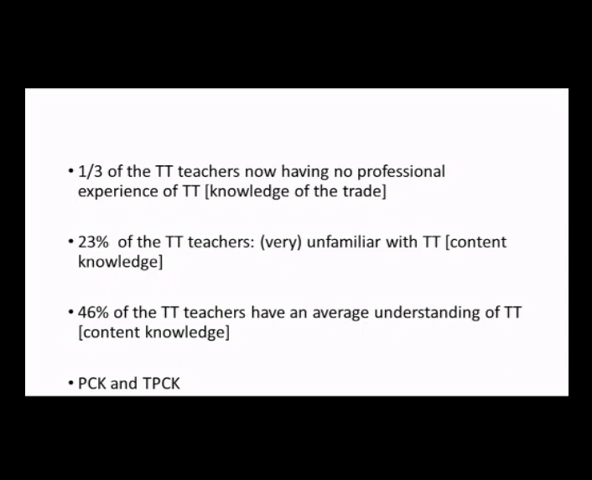 • 1/3 of the TT teachers now having no professional
experience of TT [knowledge of the trade]
• 23%  of the TT teachers: (very) unfamiliar with TT [content
knowledge]
• 46% of the TT teachers have an average understanding of TT
[content knowledge]
• PCK and TPCK